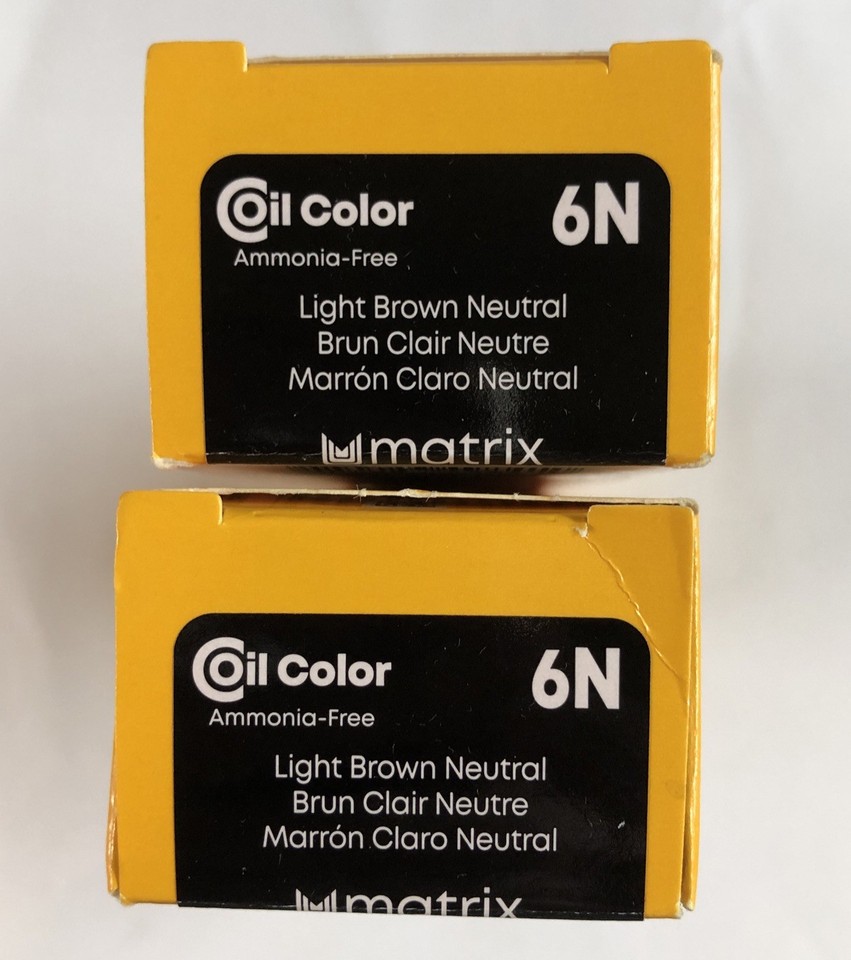 Coil Color 6N
Ammonia-Free
Light Brown Neutral
Brun Clair Neutre
Marrón Claro Neutral
matrix
Coil Color 6N
Ammonia-Free
Light Brown Neutral
Brun Clair Neutre
Marrón Claro Neutral
matrix